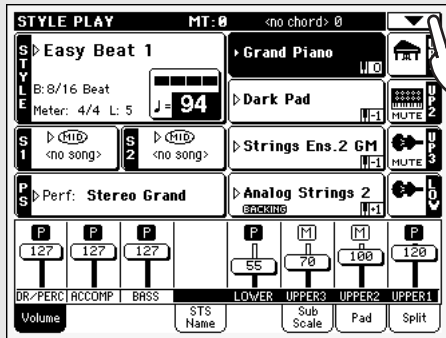 STYLE PLAY MT:0 <no chord> 0
STYLE
Easy Beat 1
B:8/16 Beat
Meter: 4/4 L: 5
♩= 94
Grand Piano
0
UP1
Dark Pad
-1
MUTE
UP2
S1
MID
<no song>
S2
MID
<no song>
Strings Ens.2 GM
-1
MUTE
UP3
PS
Perf: Stereo Grand
Analog Strings 2
BACKING
+1
LOW
P P P P M M P
127 127 127 55 70 100 120
DR/PERC ACCOMP BASS LOWER UPPER3 UPPER2 UPPER1
Volume
STS Name
Sub Scale
Pad
Split